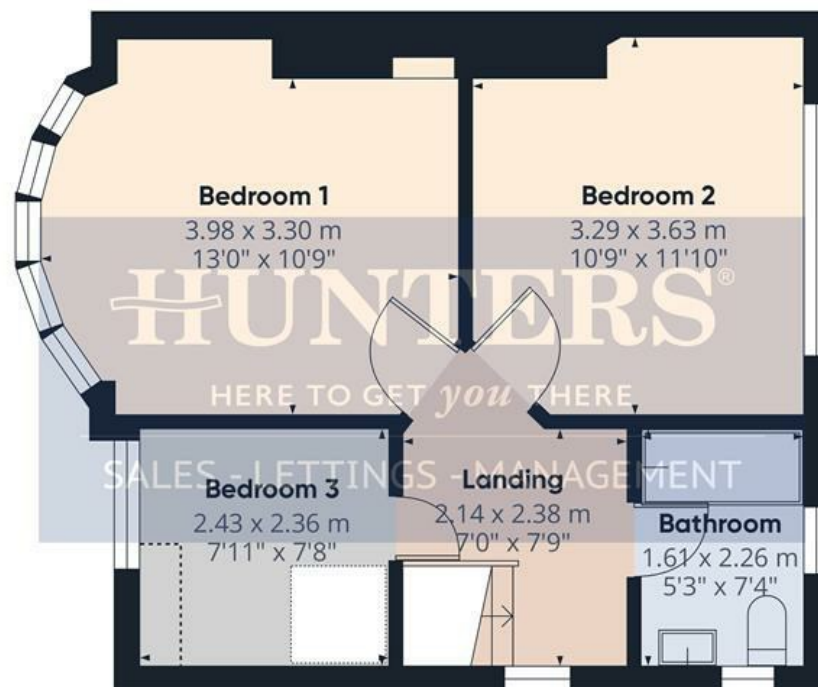 Bedroom 1
3.98 x 3.30 m
13'0" x 10'9"
Bedroom 2
3.29 x 3.63 m
10'9" x 11'10"
HUNTERS®
HERE TO GET you THERE
SALES - LETTINGS - MANAGEMENT
Bedroom 3
2.43 x 2.36 m
7'11" x 7'8"
Landing
2.14 x 2.38 m
7'0" x 7'9"
Bathroom
1.61 x 2.26 m
5'3" x 7'4"